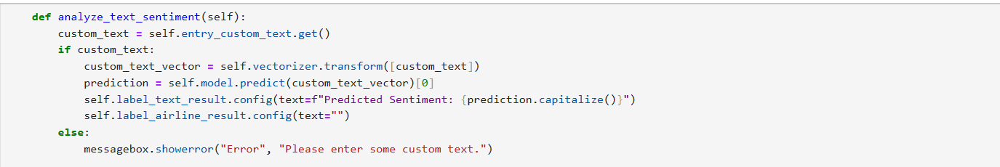 def analyze_text_sentiment(self):
    custom_text = self.entry_custom_text.get()
    if custom_text:
        custom_text_vector = self.vectorizer.transform([custom_text])
        prediction = self.model.predict(custom_text_vector)[0]
        self.label_text_result.config(text=f"Predicted Sentiment: {prediction.capitalize()}")
        self.label_airline_result.config(text="")
    else:
        messagebox.showerror("Error", "Please enter some custom text.")